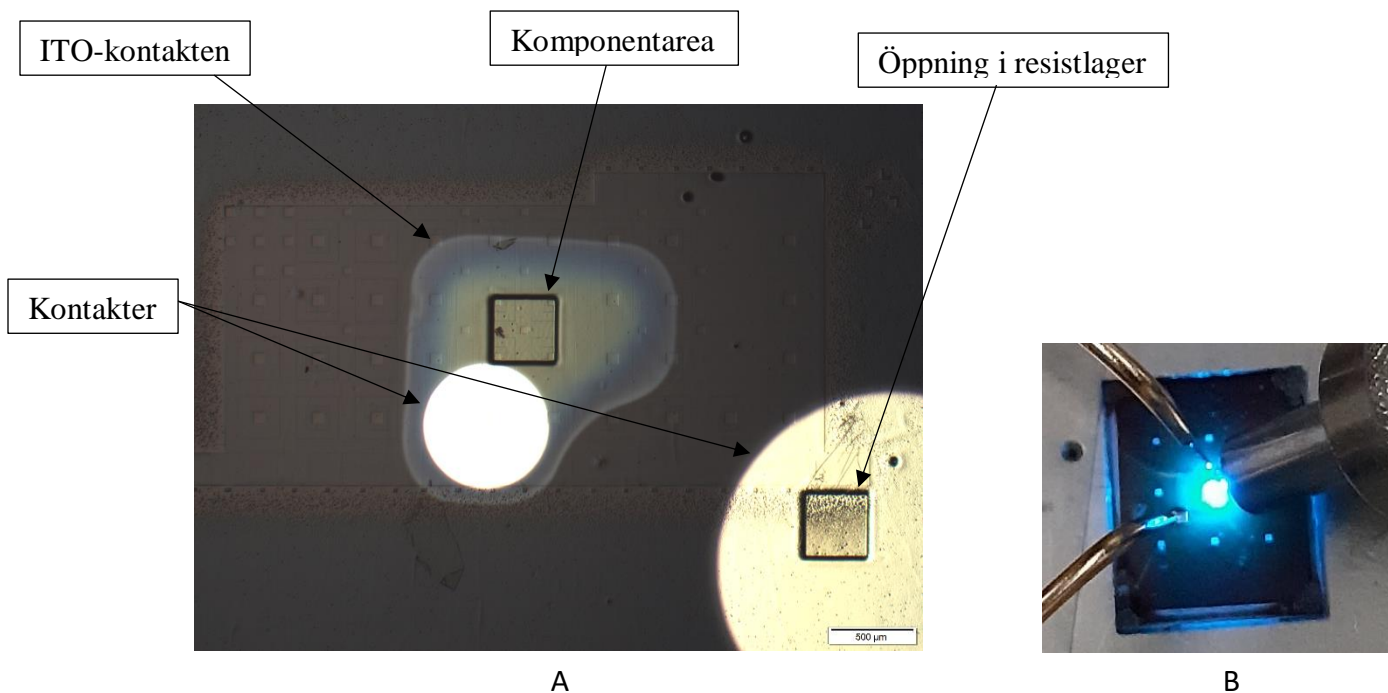 ITO-kontakten
Komponentarea
Öppning i resistlager
Kontakter
500 µm
A
B